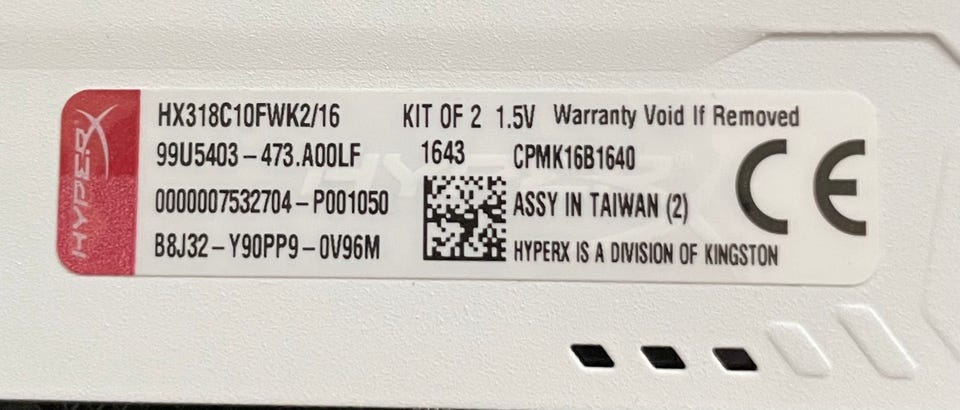 HYPERX
HX318C10FWK2/16 KIT OF 2 1.5V Warranty Void If Removed
99U5403-473.A00LF 1643 CPMK16B1640
0000007532704-P001050 ASSY IN TAIWAN (2)
B8J32-Y90PP9-0V96M HYPERX IS A DIVISION OF KINGSTON
HYPERX®
CE